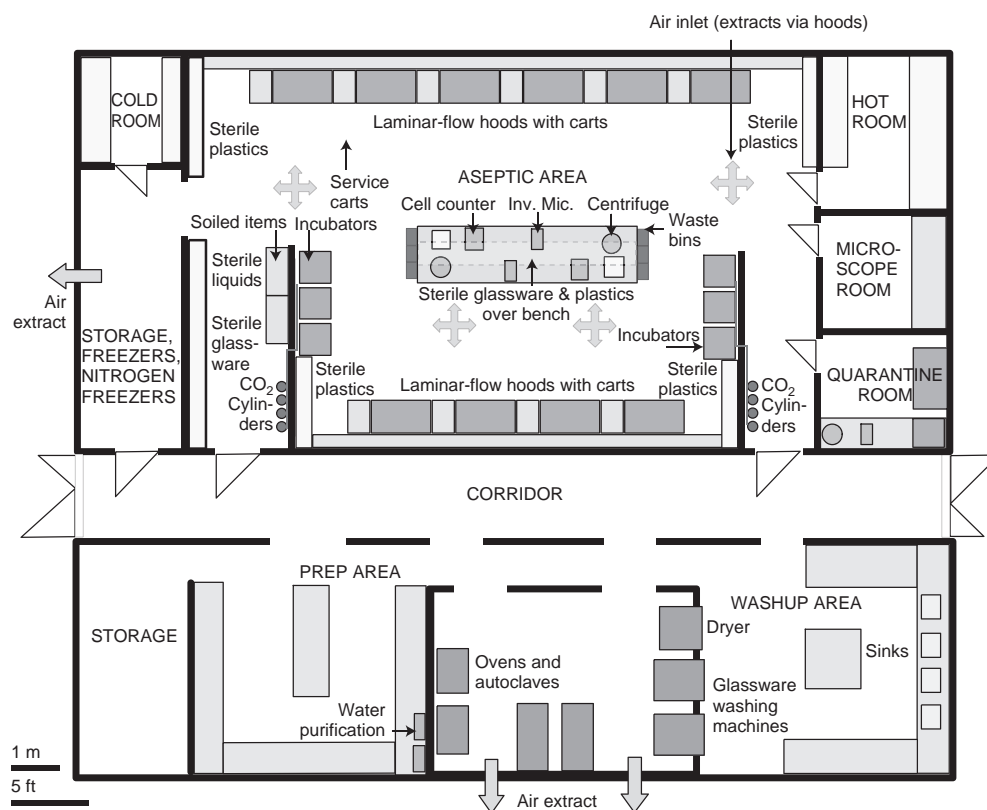 Air inlet (extracts via hoods)
COLD
ROOM
Sterile
plastics
Laminar-flow hoods with carts
Sterile
plastics
HOT
ROOM
Service
carts
ASEPTIC AREA
Soiled items
Incubators
Cell counter
Inv. Mic.
Centrifuge
Waste
bins
Sterile
liquids
MICRO-
SCOPE
ROOM
Air
extract
Sterile glassware & plastics
over bench
Sterile
glass-
ware
STORAGE,
FREEZERS,
NITROGEN
FREEZERS
Incubators
Sterile
plastics
Sterile
plastics
QUARANTINE
ROOM
CO2
Cylin-
ders
Laminar-flow hoods with carts
CO2
Cylin-
ders
CORRIDOR
PREP AREA
STORAGE
WASHUP AREA
Dryer
Sinks
Ovens and
autoclaves
Glassware
washing
machines
Water
purification
1 m
5 ft
Air extract